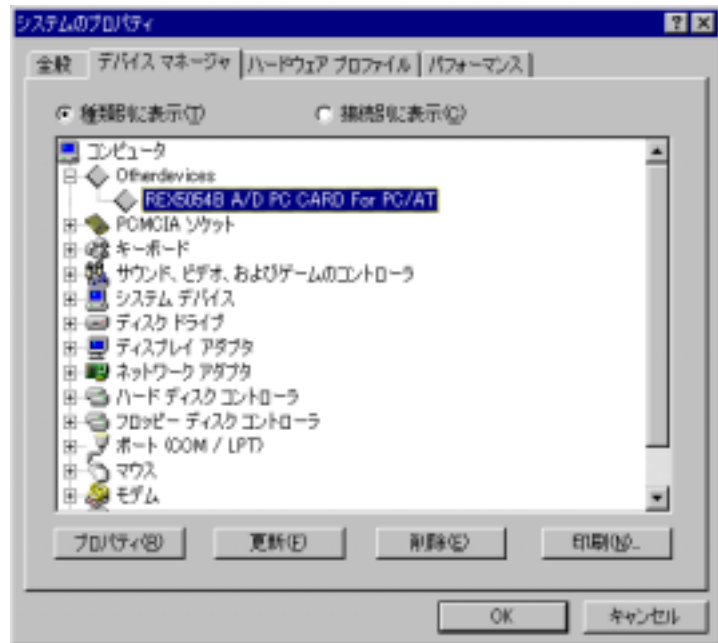 システムのプロパティ
全般 デバイス マネージャ ハードウェア プロファイル パフォーマンス
種類別に表示(T) 接続別に表示(C)
コンピュータ
Otherdevices
REX5054B A/D PC CARD For PC/AT
PCMCIA ソケット
キーボード
サウンド、ビデオ、およびゲームのコントローラ
システム デバイス
ディスク ドライブ
ディスプレイ アダプタ
ネットワーク アダプタ
ハード ディスク コントローラ
フロッピー ディスク コントローラ
ポート (COM / LPT)
マウス
モデム
プロパティ(R) 更新(F) 削除(E) 印刷(N)...
OK キャンセル